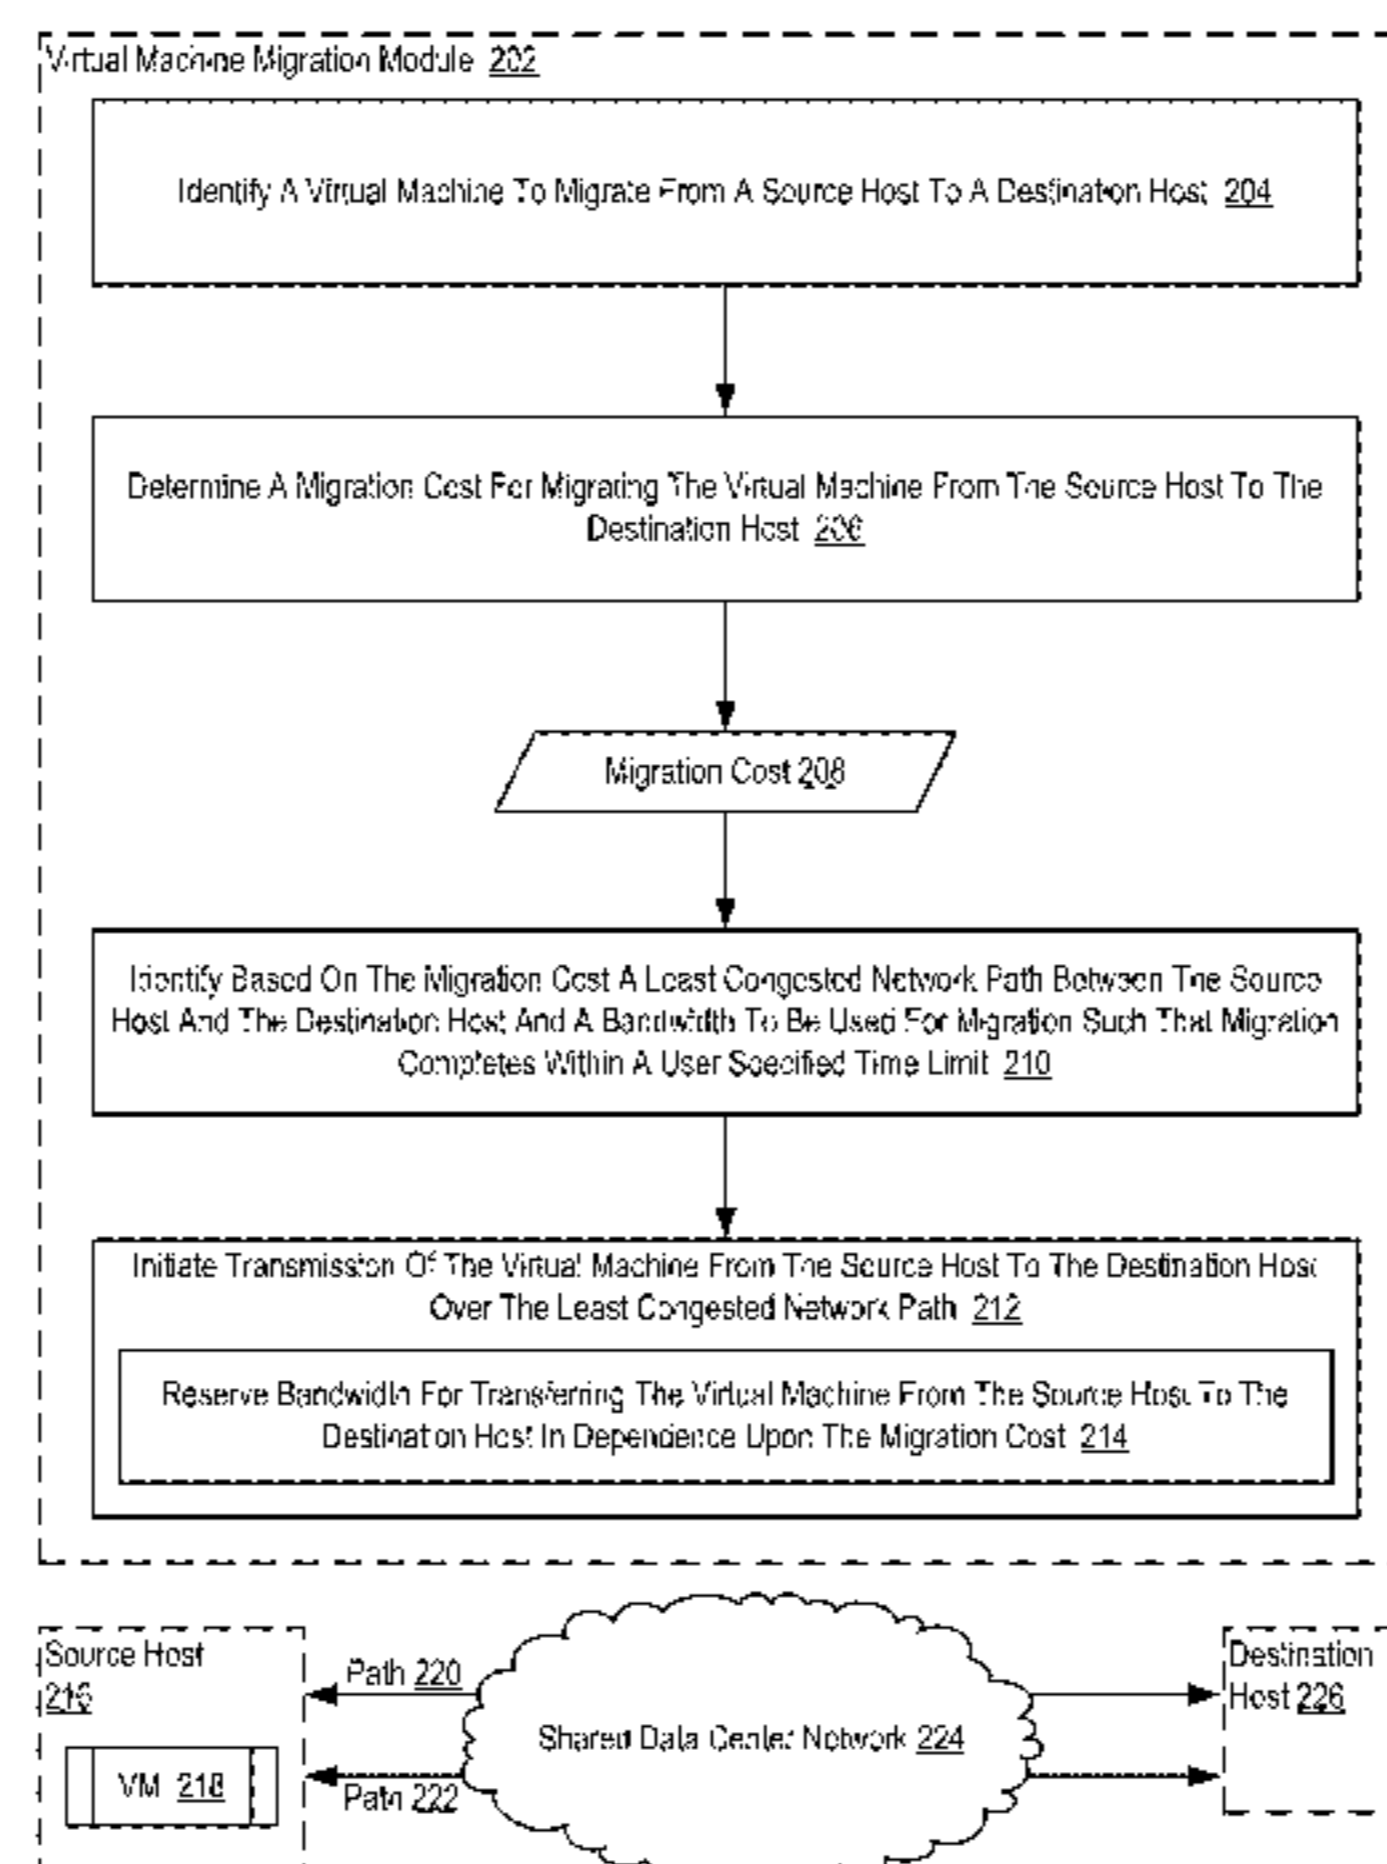 Virtual Machine Migration Module 202
Identify A Virtual Machine To Migrate From A Source Host To A Destination Host 204
Determine A Migration Cost For Migrating The Virtual Machine From The Source Host To The
Destination Host 206
Migration Cost 208
Identify Based On The Migration Cost A Least Congested Network Path Between The Source
Host And The Destination Host And A Bandwidth To Be Used For Migration Such That Migration
Completes Within A User Specified Time Limit 210
Initiate Transmission Of The Virtual Machine From The Source Host To The Destination Host
Over The Least Congested Network Path 212
Reserve Bandwidth For Transferring The Virtual Machine From The Source Host To The
Destination Host In Dependence Upon The Migration Cost 214
Source Host
216
VM 218
Path 220
Path 222
Shared Data Center Network 224
Destination
Host 226